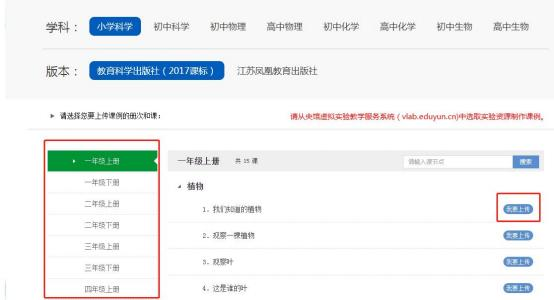 学科： 小学科学 初中科学 初中物理 高中物理 初中化学 高中化学 初中生物 高中生物
版本： 教育科学出版社（2017课标） 江苏凤凰教育出版社
请选择您要上传课例的册次和课： 请从央馆虚拟实验教学服务系统（vlab.eduyun.cn)中选取实验资源制作课例。
一年级上册 一年级上册 共 15 课 请输入课节点 搜索
一年级下册 植物
二年级上册 1、我们知道的植物 我要上传
二年级下册 2、观察一棵植物 我要上传
三年级上册
三年级下册 3、观察叶 我要上传
四年级上册 4、这是谁的叶 我要上传